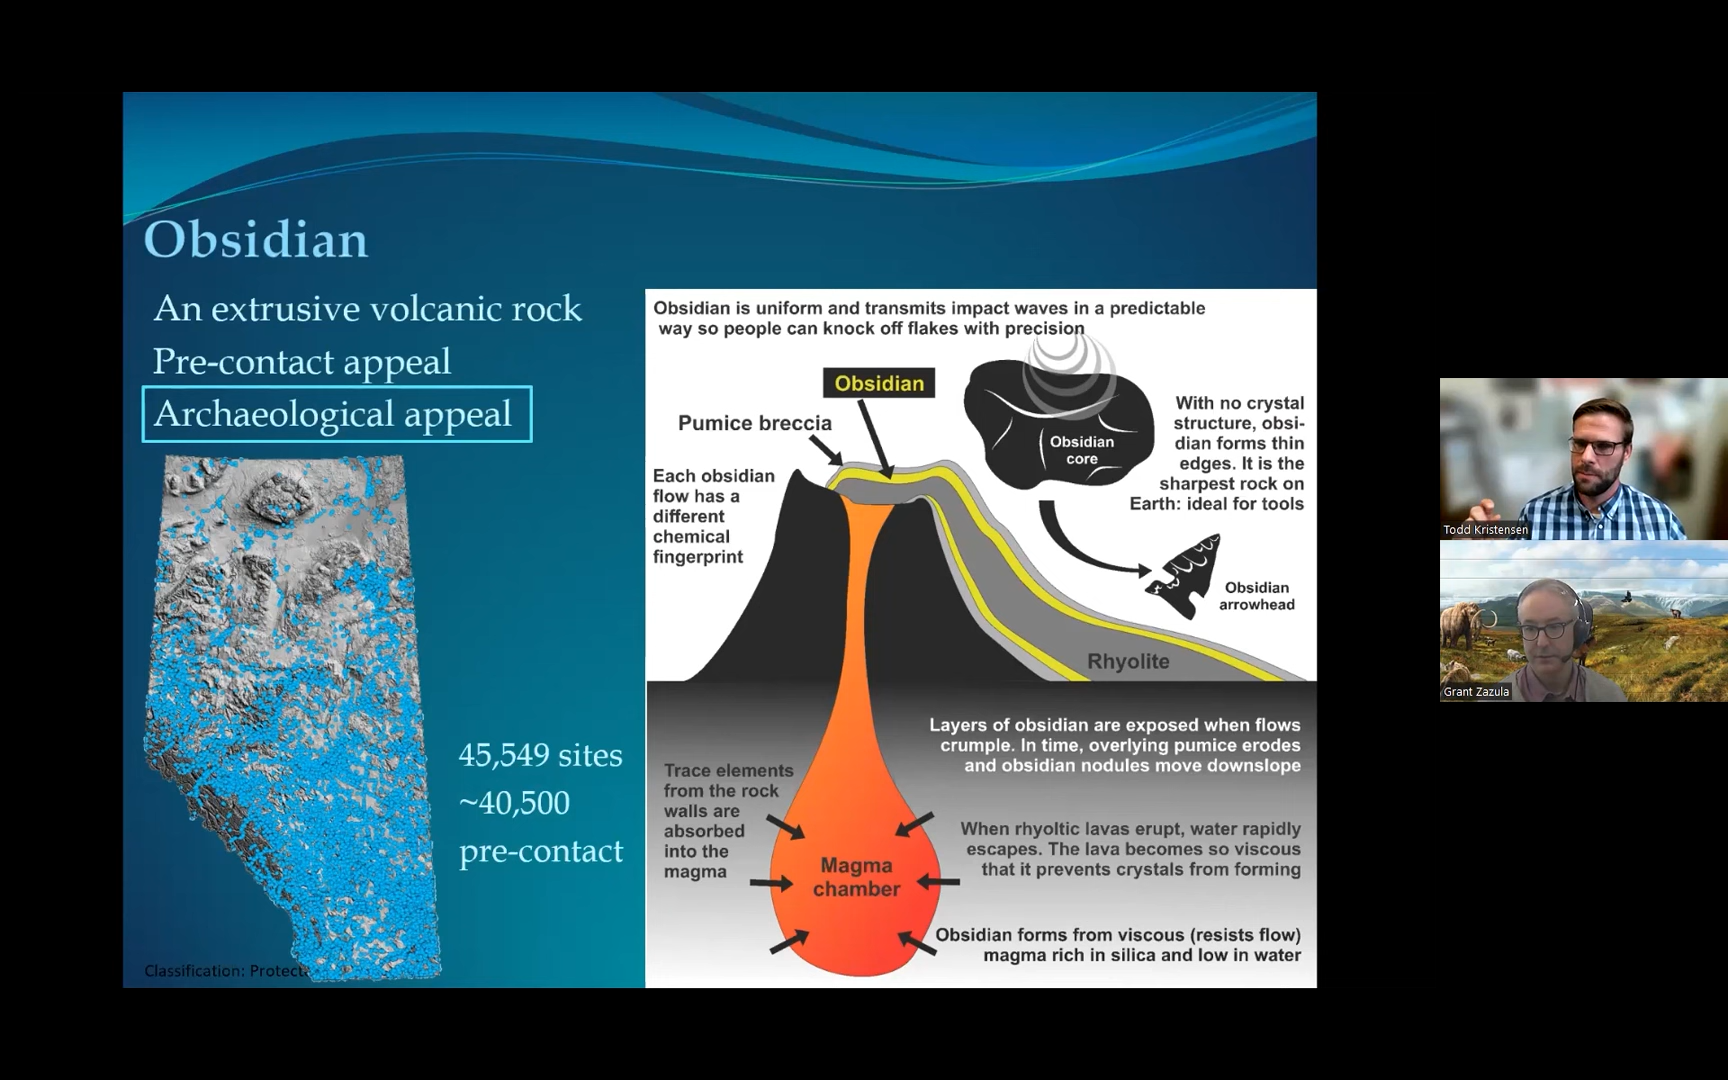 Obsidian
An extrusive volcanic rock
Pre-contact appeal
Archaeological appeal
45,549 sites
~40,500
pre-contact
Classification: Protect
Obsidian is uniform and transmits impact waves in a predictable
way so people can knock off flakes with precision
Obsidian
Pumice breccia
Each obsidian
flow has a
different
chemical
fingerprint
Obsidian
core
With no crystal
structure, obsi-
dian forms thin
edges. It is the
sharpest rock on
Earth: ideal for tools
Obsidian
arrowhead
Rhyolite
Layers of obsidian are exposed when flows
crumple. In time, overlying pumice erodes
and obsidian nodules move downslope
Trace elements
from the rock
walls are
absorbed
into the
magma
Magma
chamber
When rhyoltic lavas erupt, water rapidly
escapes. The lava becomes so viscous
that it prevents crystals from forming
Obsidian forms from viscous (resists flow)
magma rich in silica and low in water
Todd Kristensen
Grant Zazula